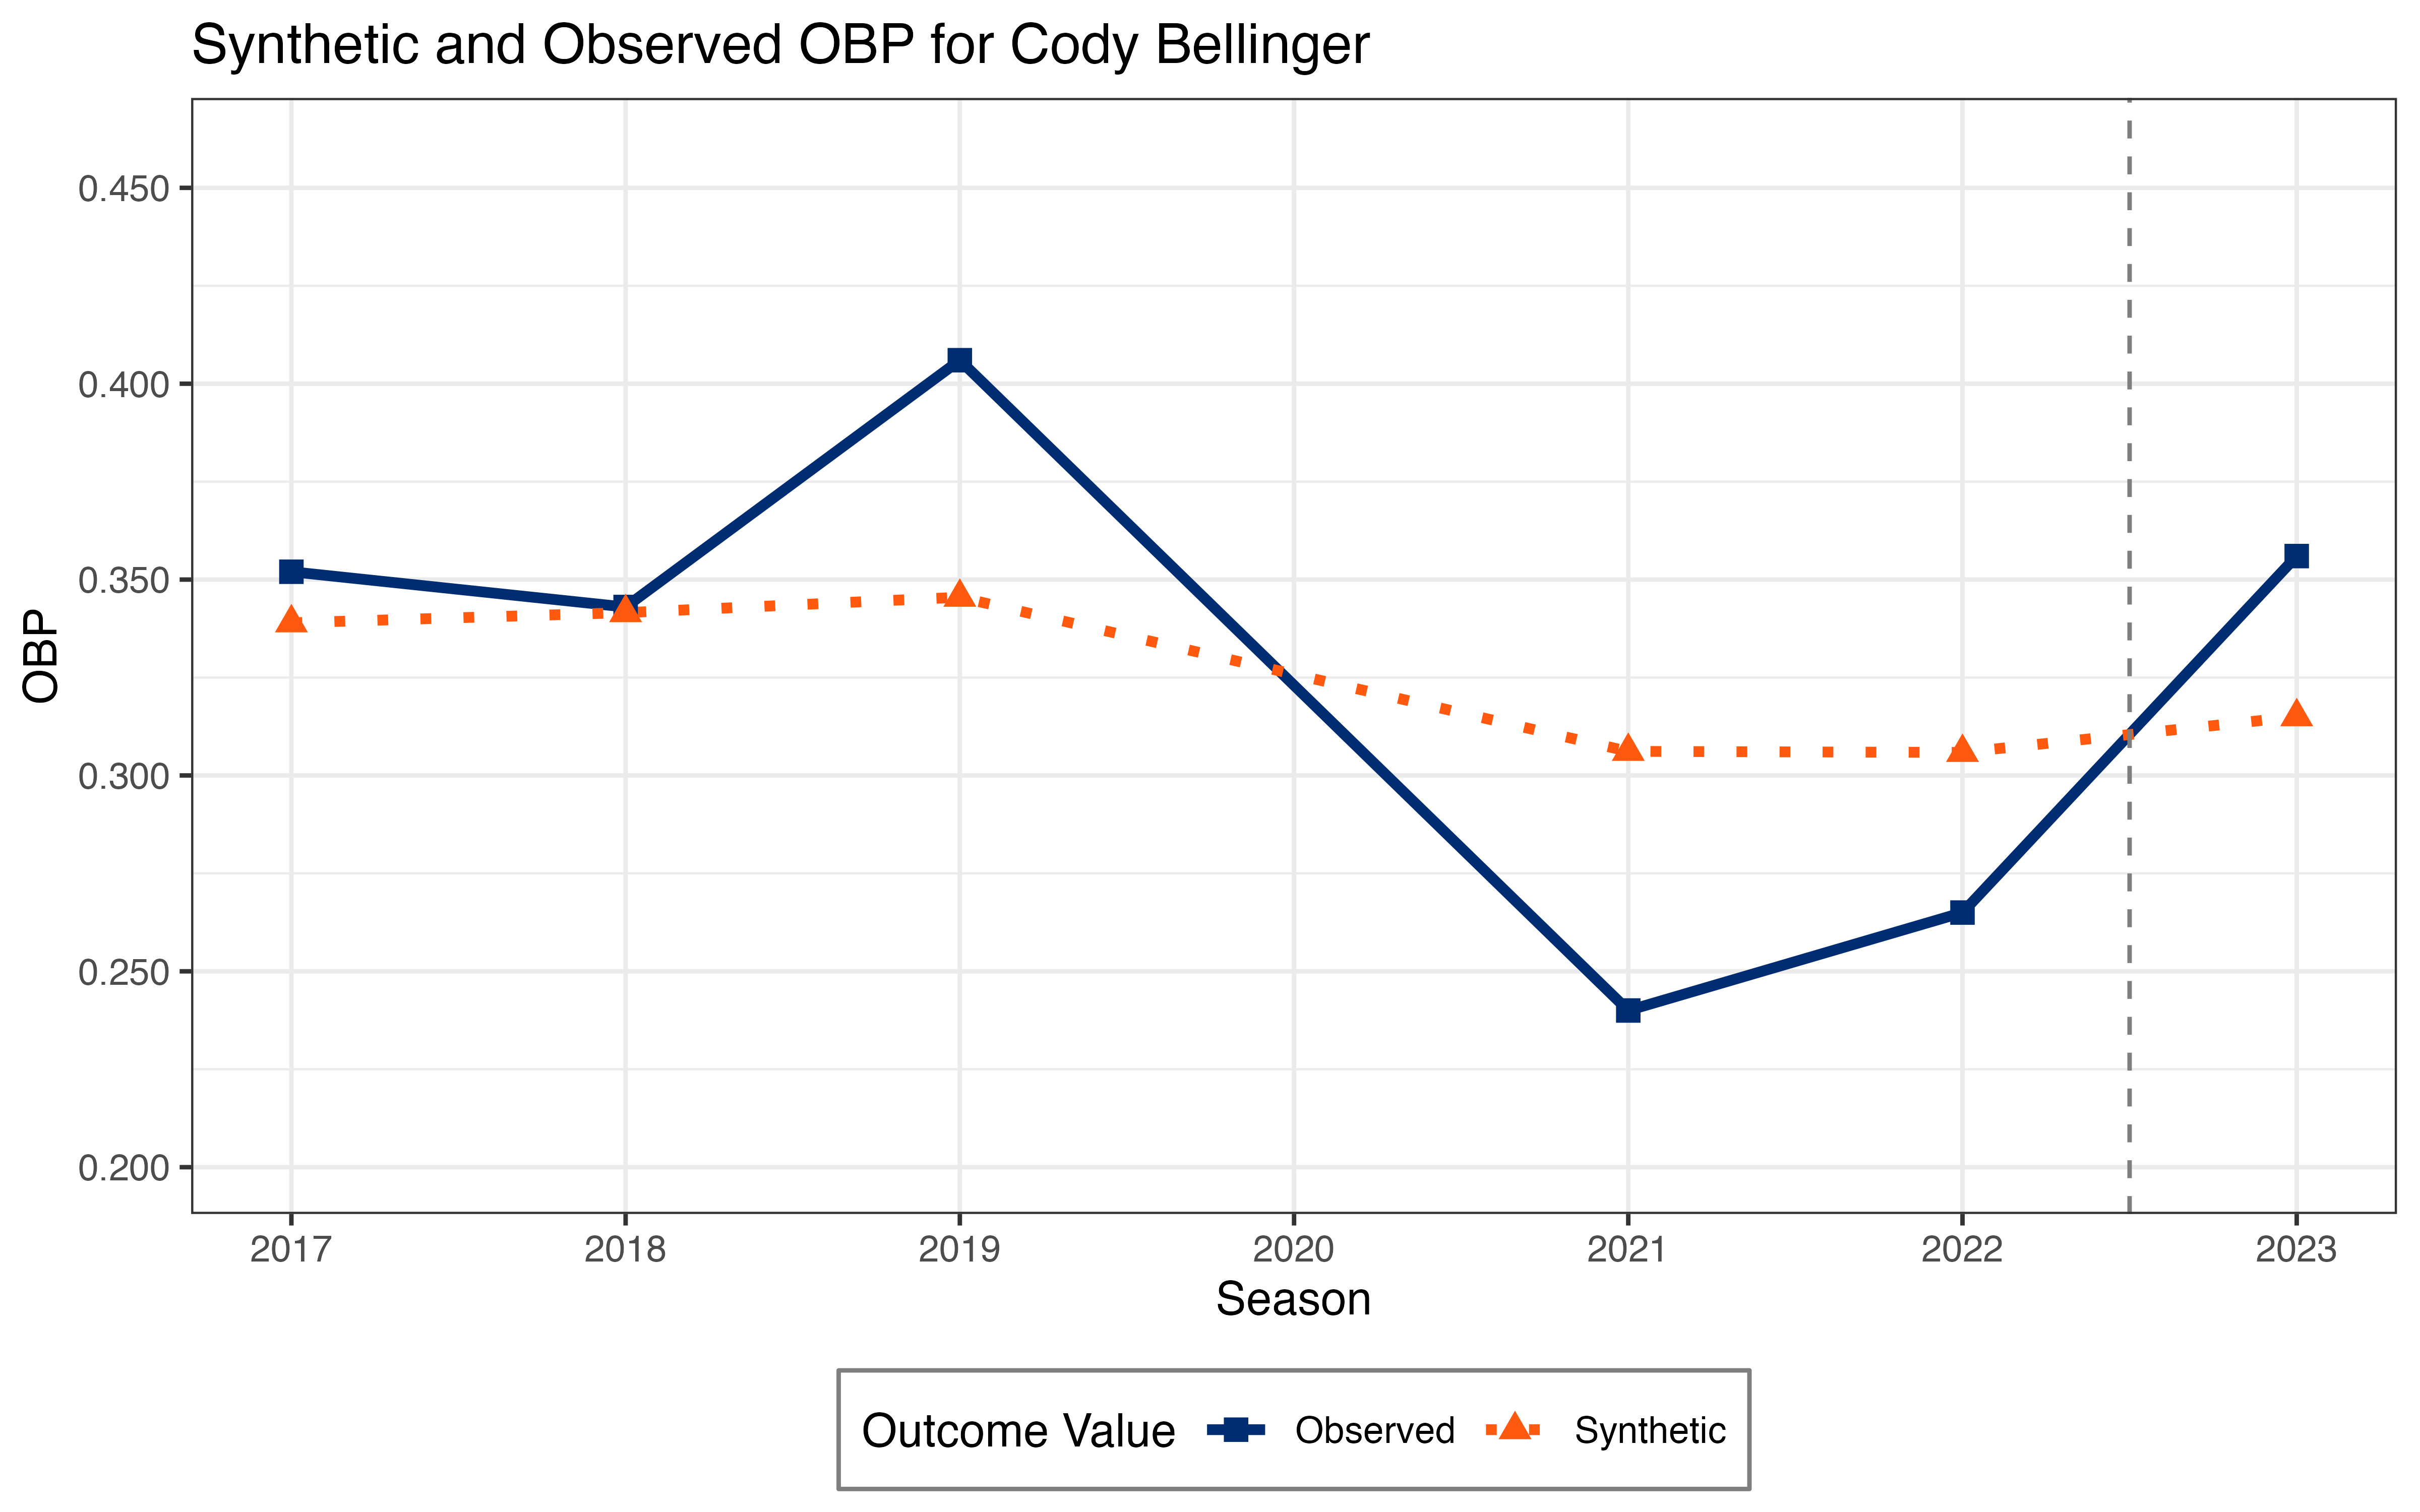 Synthetic and Observed OBP for Cody Bellinger
0.450
0.400
0.350
0.300
0.250
0.200
OBP
2017 2018 2019 2020 2021 2022 2023
Season
Outcome Value Observed Synthetic